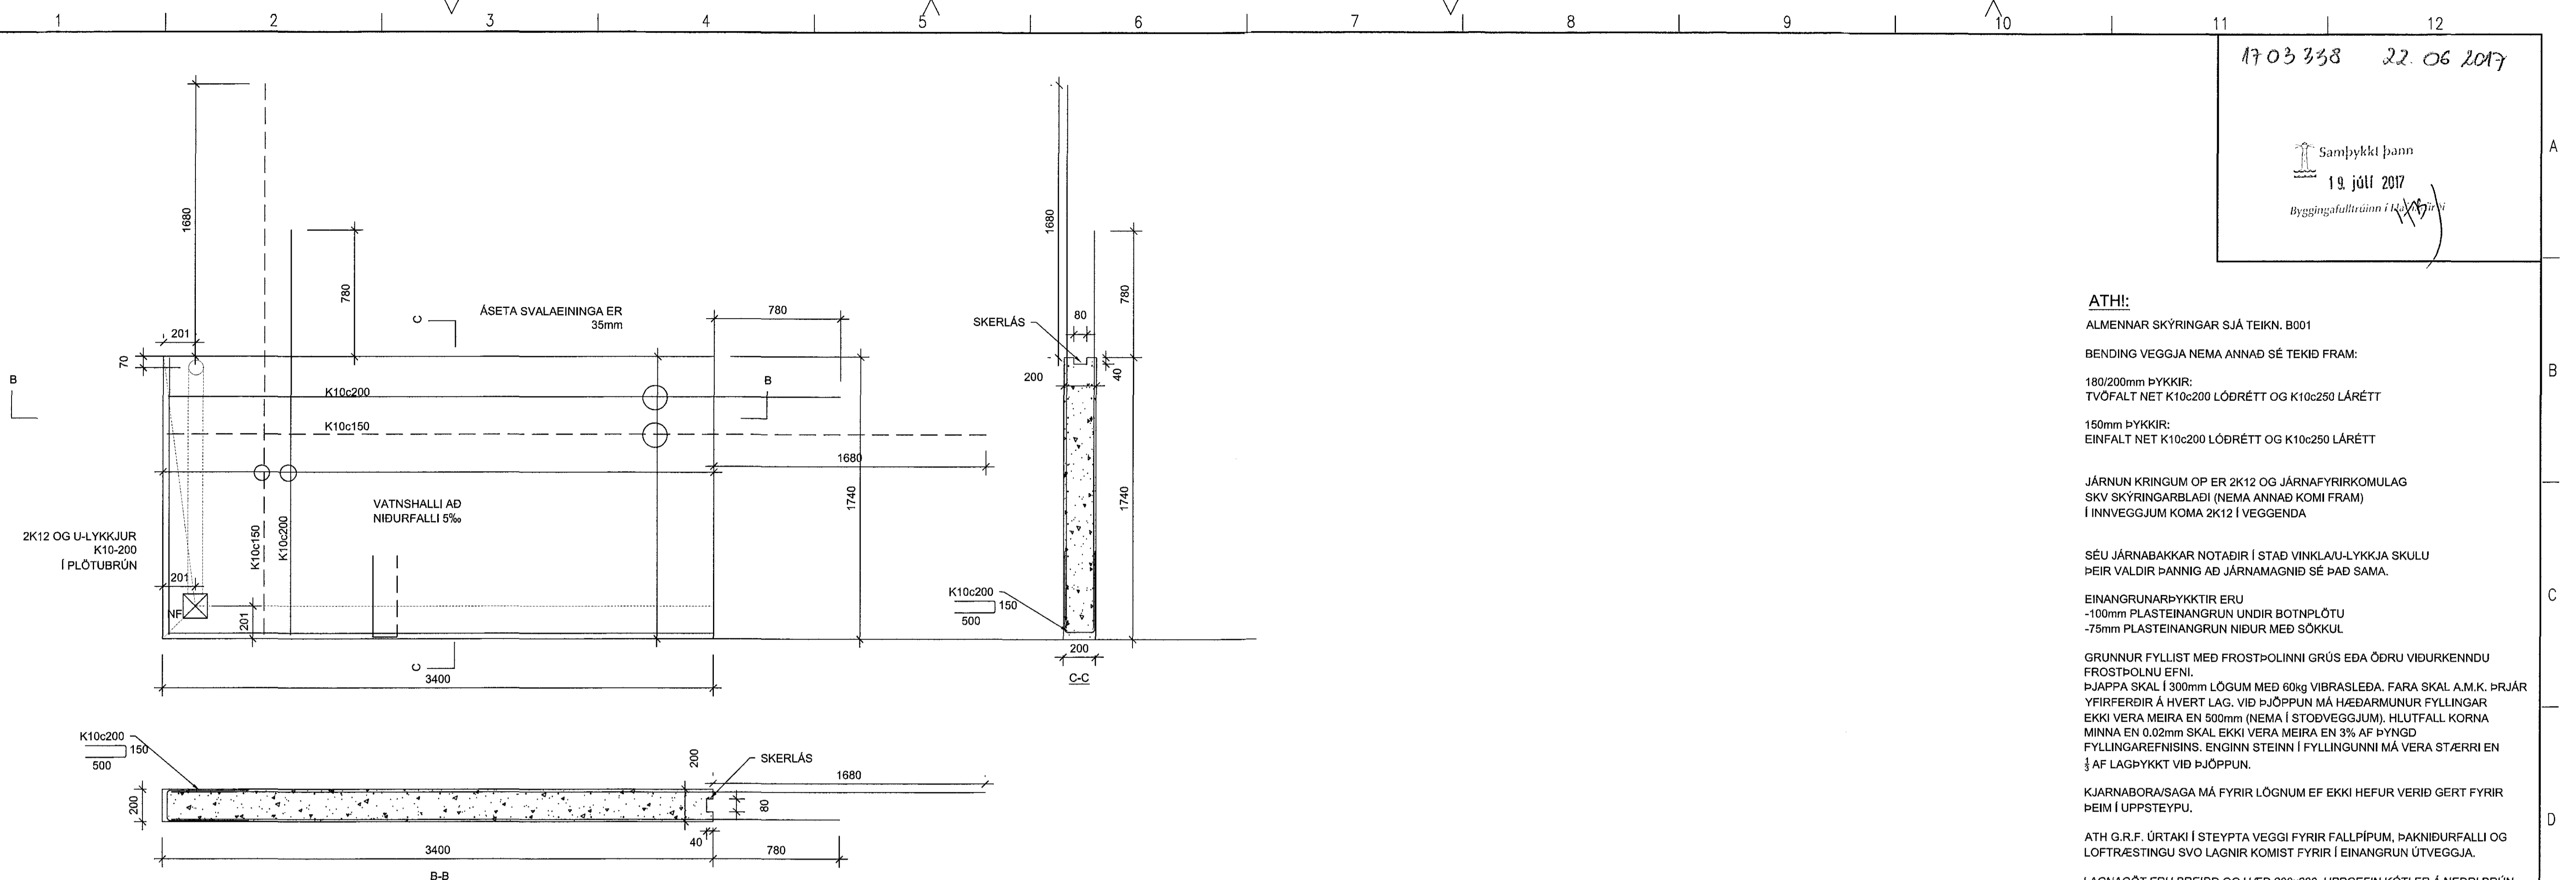 1 2 3 4 5 6 7 8 9 10 11 12
1703338 22.06 2017
Samþykkt þann
19. júlí 2017
Byggingafulltrúinn í
A
B
C
D
1680
780
201
70
C
ÁSETA SVALAEININGA ER
35mm
780
B
B
K10c200
K10c150
1680
1740
VATNSHALLI AÐ
NIÐURFALLI 5‰
K10c150
K10c200
2K12 OG U-LYKKJUR
K10-200
Í PLÖTUBRÚN
201
NF
201
C
3400
1680
780
80
SKERLÁS
200
40
1740
K10c200
150
500
200
C-C
K10c200
150
500
200
200
SKERLÁS
1680
80
40
3400
780
B-B
ATH!:
ALMENNAR SKÝRINGAR SJÁ TEIKN. B001
BENDING VEGGJA NEMA ANNAÐ SÉ TEKIÐ FRAM:
180/200mm ÞYKKIR:
TVÖFALT NET K10c200 LÓÐRÉTT OG K10c250 LÁRÉTT
150mm ÞYKKIR:
EINFALT NET K10c200 LÓÐRÉTT OG K10c250 LÁRÉTT
JÁRNUN KRINGUM OP ER 2K12 OG JÁRNAFYRIRKOMULAG
SKV SKÝRINGARBLAÐI (NEMA ANNAÐ KOMI FRAM)
Í INNVEGGJUM KOMA 2K12 Í VEGGENDA
SÉU JÁRNABAKKAR NOTAÐIR Í STAÐ VINKLA/U-LYKKJA SKULU
ÞEIR VALDIR ÞANNIG AÐ JÁRNAMAGNIÐ SÉ ÞAÐ SAMA.
EINANGRUNARÞYKKTIR ERU
-100mm PLASTEINANGRUN UNDIR BOTNPLÖTU
-75mm PLASTEINANGRUN NIÐUR MEÐ SÖKKUL
GRUNNUR FYLLIST MEÐ FROSTÞOLINNI GRÚS EÐA ÖÐRU VIÐURKENNDU
FROSTÞOLNU EFNI.
ÞJAPPA SKAL Í 300mm LÖGUM MEÐ 60kg VIBRASLEÐA. FARA SKAL A.M.K. ÞRJÁR
YFIRFERÐIR Á HVERT LAG. VIÐ ÞJÖPPUN MÁ HÆÐARMUNUR FYLLINGAR
EKKI VERA MEIRA EN 500mm (NEMA Í STOÐVEGGJUM). HLUTFALL KORNA
MINNA EN 0.02mm SKAL EKKI VERA MEIRA EN 3% AF ÞYNGD
FYLLINGAREFNISINS. ENGINN STEINN Í FYLLINGUNNI MÁ VERA STÆRRI EN
⅓ AF LAGÞYKKT VIÐ ÞJÖPPUN.
KJARNABORA/SAGA MÁ FYRIR LÖGNUM EF EKKI HEFUR VERIÐ GERT FYRIR
ÞEIM Í UPPSTEYPU.
ATH G.R.F. ÚRTAKI Í STEYPTA VEGGI FYRIR FALLPÍPUM, ÞAKNIÐURFALLI OG
LOFTRÆSTINGU SVO LAGNIR KOMIST FYRIR Í EINANGRUN ÚTVEGGJA.